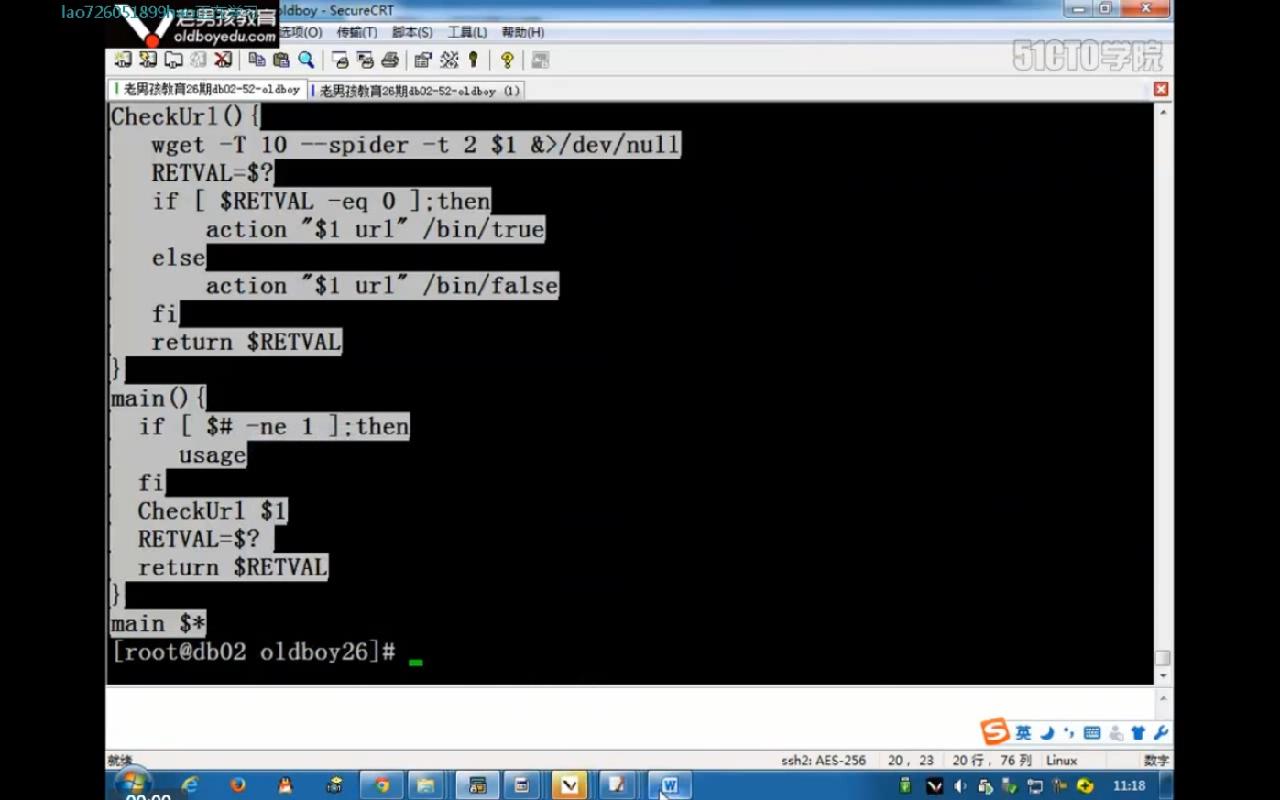 lao726051899
oldboy - SecureCRT
老男孩教育
oldboyedu.com
选项(O) 传输(T) 脚本(S) 工具(L) 帮助(H)
51CTO学院
老男孩教育26期db02-52-oldboy
老男孩教育26期db02-52-oldboy (1)
CheckUrl(){
wget -T 10 --spider -t 2 $1 &>/dev/null
RETVAL=$?
if [ $RETVAL -eq 0 ];then
action "$1 url" /bin/true
else
action "$1 url" /bin/false
fi
return $RETVAL
}
main(){
if [ $# -ne 1 ];then
usage
fi
CheckUrl $1
RETVAL=$?
return $RETVAL
}
main $*
[root@db02 oldboy26]#
英
就绪 ssh2: AES-256 20, 23 20 行, 76 列 Linux 数字
00:00
11:18